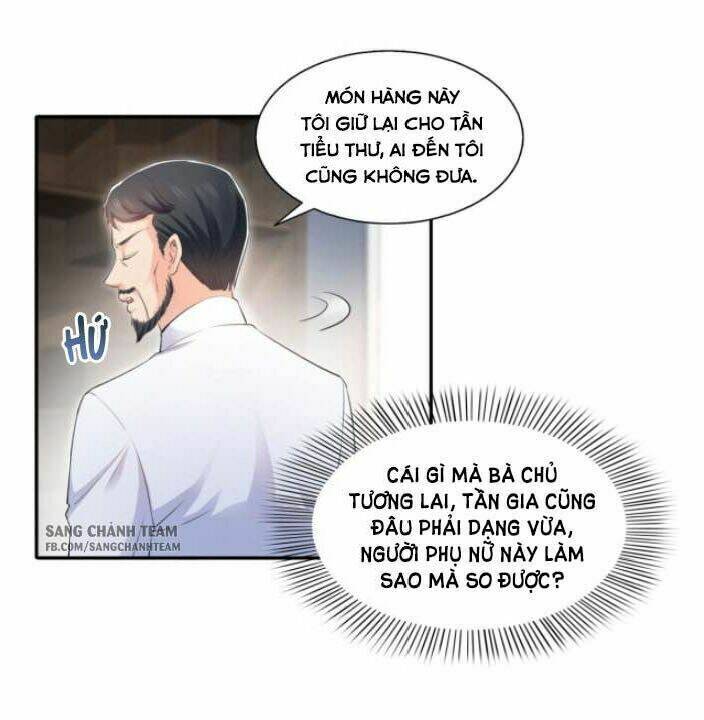 MÓN HÀNG NÀY
TÔI GIỮ LẠI CHO TẦN
TIỂU THƯ, AI ĐẾN TÔI
CŨNG KHÔNG ĐƯA.
HỨ
CÁI GÌ MÀ BÀ CHỦ
TƯƠNG LAI, TẦN GIA CŨNG
ĐÂU PHẢI DẠNG VỪA,
NGƯỜI PHỤ NỮ NÀY LÀM
SAO MÀ SO ĐƯỢC?
SANG CHẢNH TEAM
FB.COM/SANGCHANHTEAM